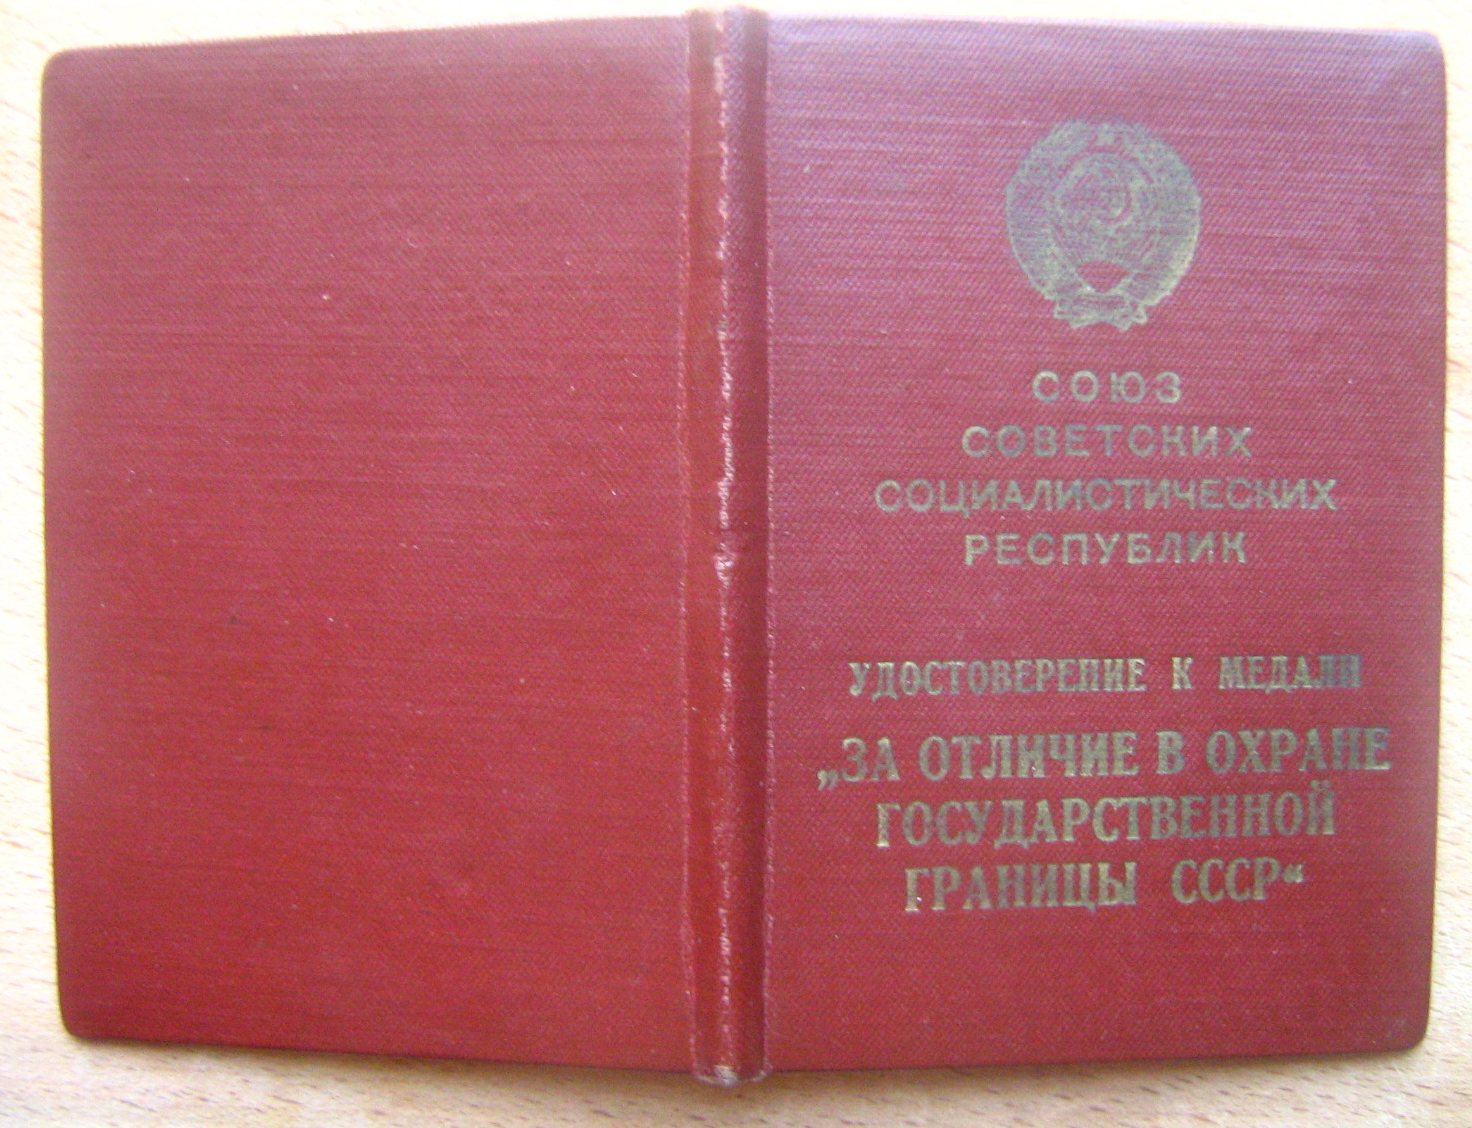 СОЮЗ
СОВЕТСКИХ
СОЦИАЛИСТИЧЕСКИХ
РЕСПУБЛИК
УДОСТОВЕРЕНИЕ К МЕДАЛИ
„ЗА ОТЛИЧИЕ В ОХРАНЕ
ГОСУДАРСТВЕННОЙ
ГРАНИЦЫ СССР“